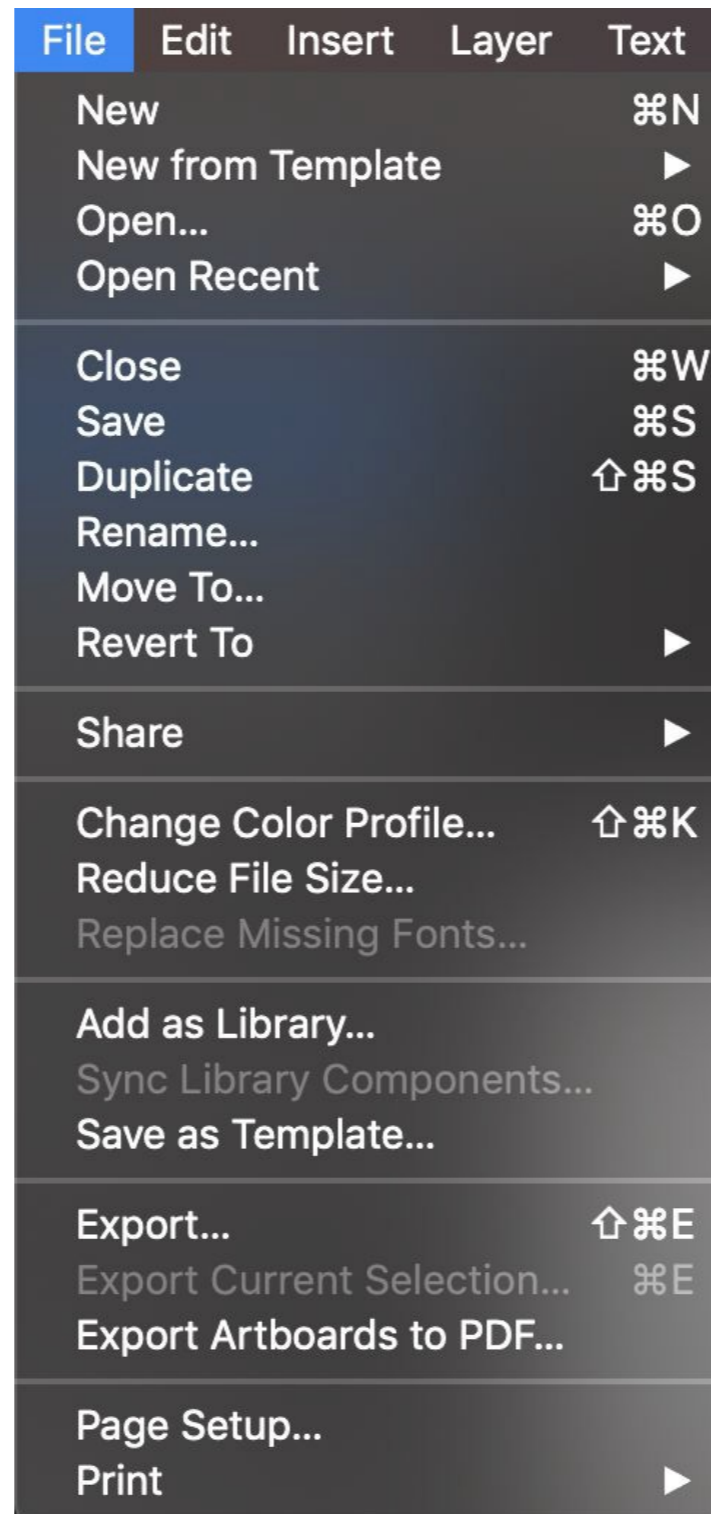 File Edit Insert Layer Text
New ⌘N
New from Template ▶
Open... ⌘O
Open Recent ▶
Close ⌘W
Save ⌘S
Duplicate ⇧⌘S
Rename...
Move To...
Revert To ▶
Share ▶
Change Color Profile... ⇧⌘K
Reduce File Size...
Replace Missing Fonts...
Add as Library...
Sync Library Components...
Save as Template...
Export... ⇧⌘E
Export Current Selection... ⌘E
Export Artboards to PDF...
Page Setup...
Print ▶